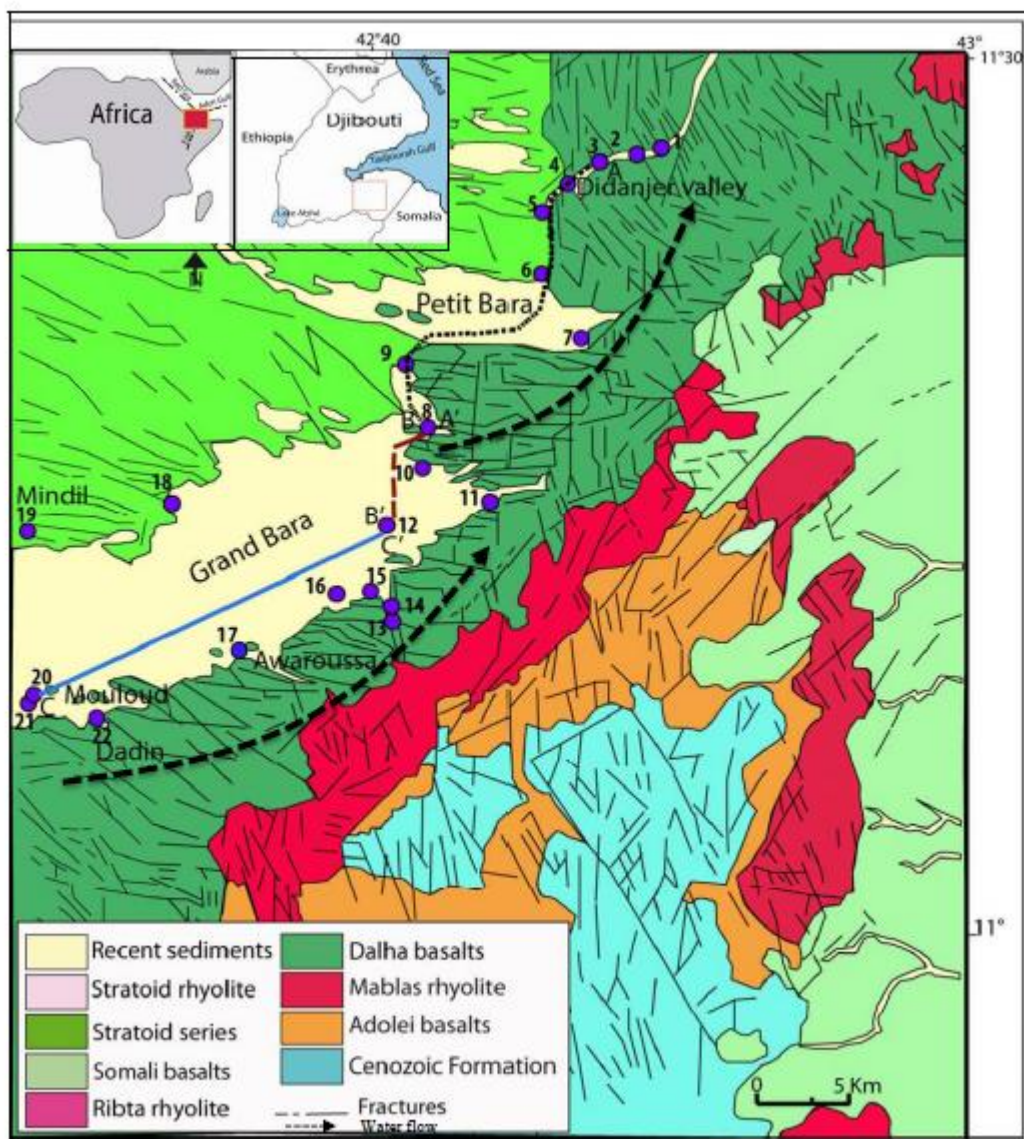 42°40
43°
11°30
Arabia
Africa
Erythrea
Red Sea
Djibouti
Ethiopia
Tadjourah Gulf
Lake Abhé
Somalia
N
2
3
A
4
Didanjer valley
5
6
Petit Bara
7
9
8
B
A'
10
Mindil
18
11
19
B'
12
Grand Bara
C'
16
15
14
13
17
Awaroussa
20
Mouloud
21
C
22
Dadin
11°
Recent sediments
Stratoid rhyolite
Stratoid series
Somali basalts
Ribta rhyolite
Dalha basalts
Mablas rhyolite
Adolei basalts
Cenozoic Formation
Fractures
Water flow
0
5 Km